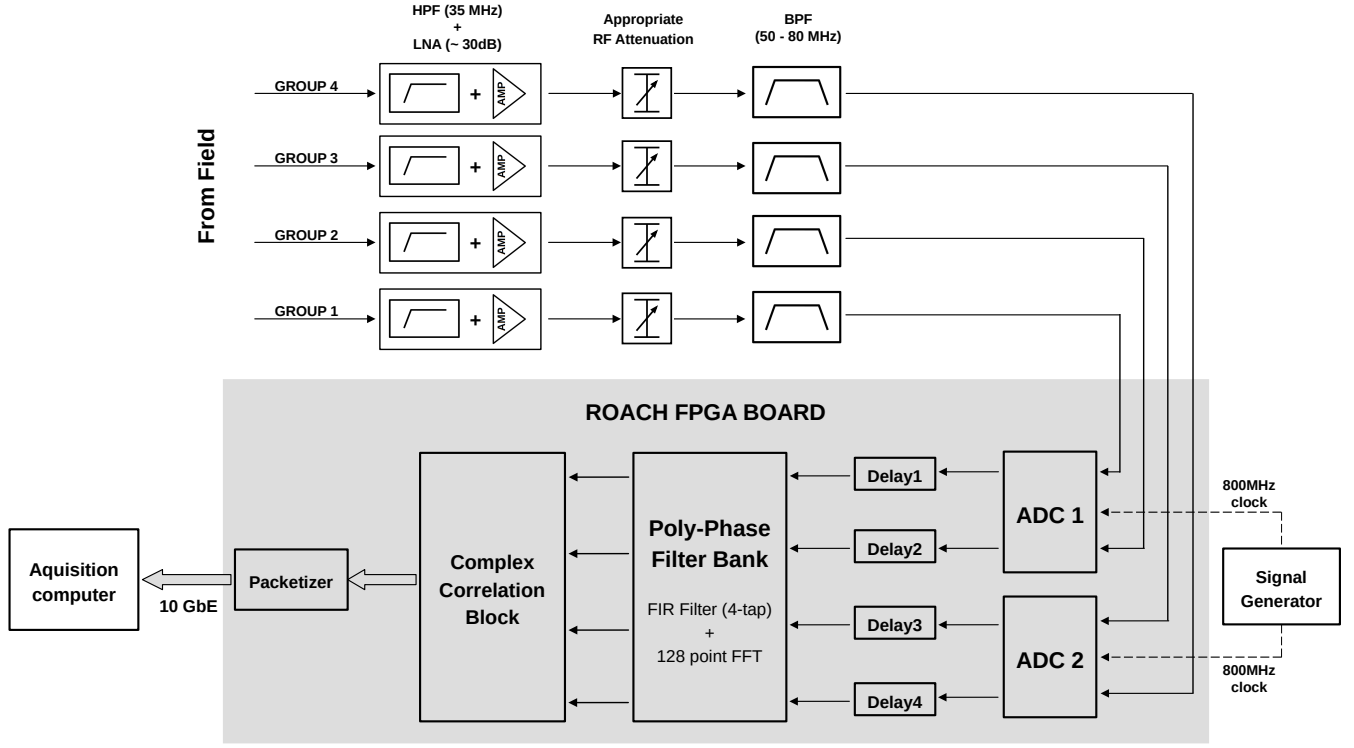 HPF (35 MHz)
+
LNA (~ 30dB)
Appropriate
RF Attenuation
BPF
(50 - 80 MHz)
From Field
GROUP 4
+
AMP
GROUP 3
+
AMP
GROUP 2
+
AMP
GROUP 1
+
AMP
ROACH FPGA BOARD
Aquisition
computer
10 GbE
Packetizer
Complex
Correlation
Block
Poly-Phase
Filter Bank
FIR Filter (4-tap)
+
128 point FFT
Delay1
Delay2
Delay3
Delay4
ADC 1
ADC 2
800MHz
clock
Signal
Generator
800MHz
clock